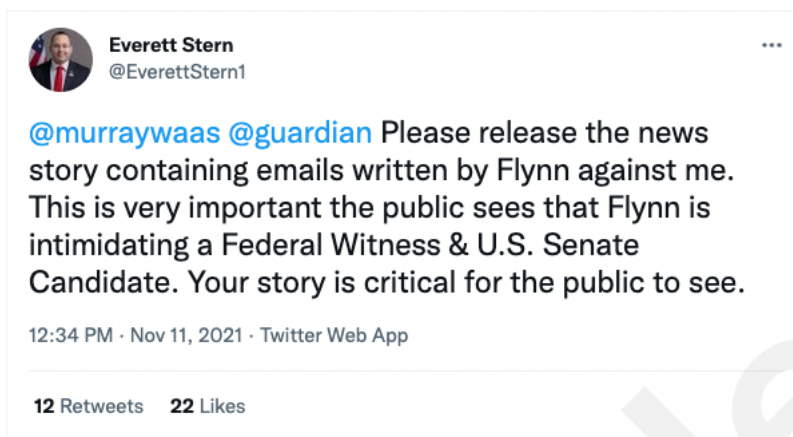 Everett Stern
@EverettStern1
@murraywaas @guardian Please release the news
story containing emails written by Flynn against me.
This is very important the public sees that Flynn is
intimidating a Federal Witness & U.S. Senate
Candidate. Your story is critical for the public to see.
12:34 PM · Nov 11, 2021 · Twitter Web App
12 Retweets 22 Likes